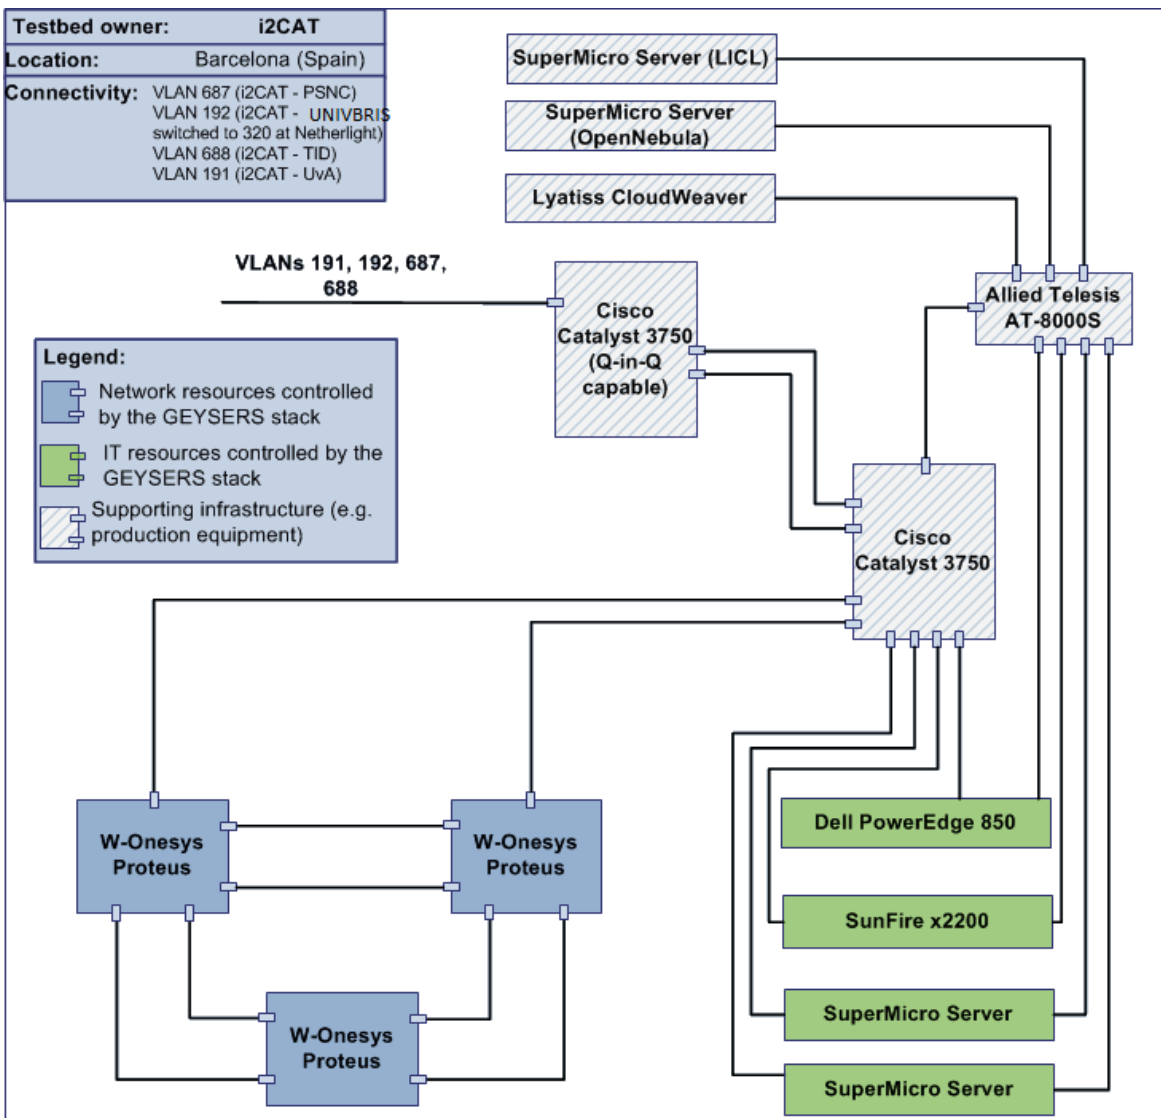 Testbed owner: i2CAT
Location: Barcelona (Spain)
Connectivity: VLAN 687 (i2CAT - PSNC)
VLAN 192 (i2CAT - UNIVBRIS
switched to 320 at Netherlight)
VLAN 688 (i2CAT - TID)
VLAN 191 (i2CAT - UvA)
SuperMicro Server (LICL)
SuperMicro Server
(OpenNebula)
Lyatiss CloudWeaver
VLANs 191, 192, 687,
688
Cisco
Catalyst 3750
(Q-in-Q
capable)
Allied Telesis
AT-8000S
Legend:
Network resources controlled
by the GEYSERS stack
IT resources controlled by the
GEYSERS stack
Supporting infrastructure (e.g.
production equipment)
Cisco
Catalyst 3750
W-Onesys
Proteus
W-Onesys
Proteus
W-Onesys
Proteus
Dell PowerEdge 850
SunFire x2200
SuperMicro Server
SuperMicro Server